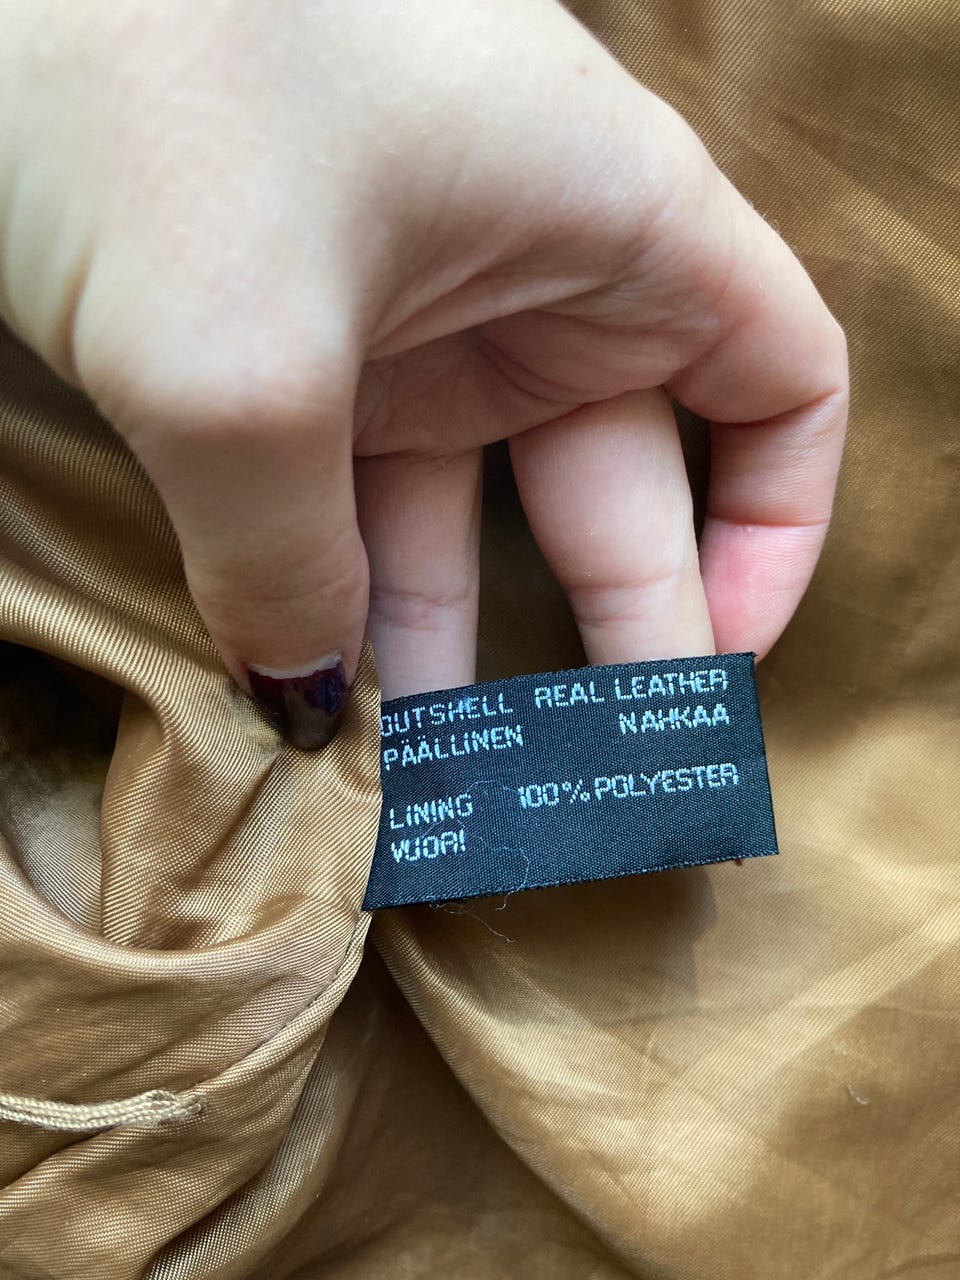 OUTSHELL REAL LEATHER
PÄÄLLINEN NAHKAA
LINING 100% POLYESTER
VUORI